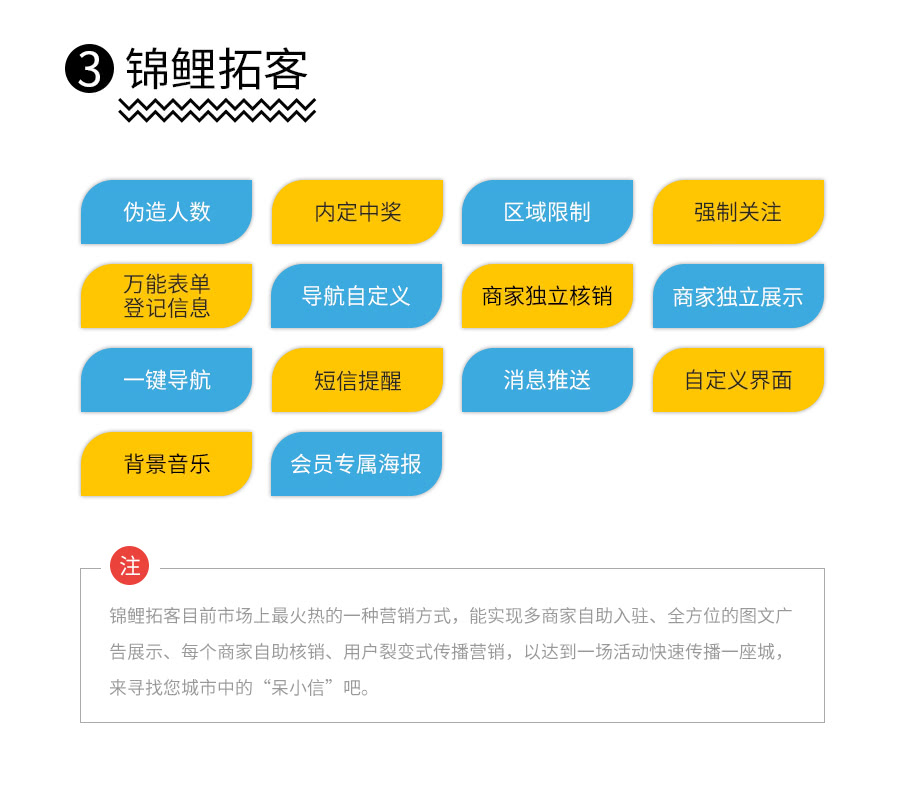 3 锦鲤拓客
伪造人数
内定中奖
区域限制
强制关注
万能表单
登记信息
导航自定义
商家独立核销
商家独立展示
一键导航
短信提醒
消息推送
自定义界面
背景音乐
会员专属海报
注
锦鲤拓客目前市场上最火热的一种营销方式，能实现多商家自助入驻、全方位的图文广
告展示、每个商家自助核销、用户裂变式传播营销，以达到一场活动快速传播一座城，
来寻找您城市中的“呆小信”吧。